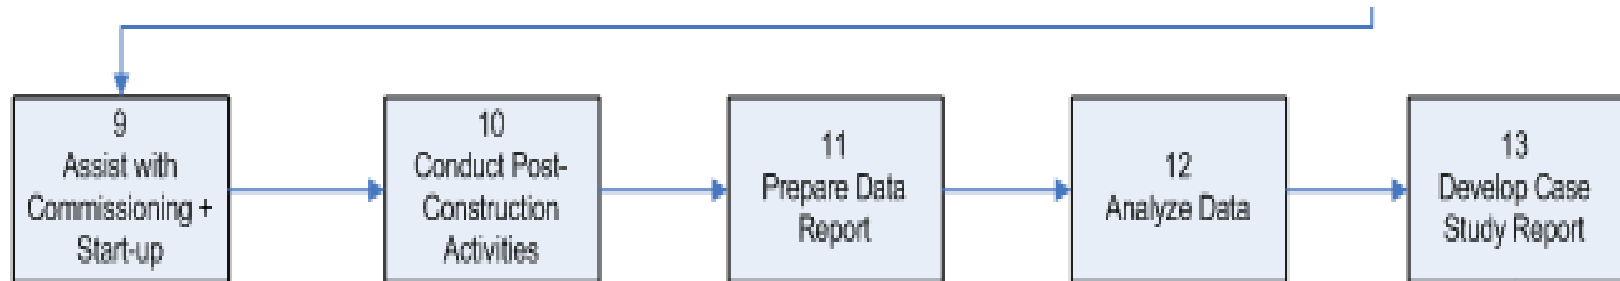 9
Assist with
Commissioning +
Start-up
10
Conduct Post-
Construction
Activities
11
Prepare Data
Report
12
Analyze Data
13
Develop Case
Study Report